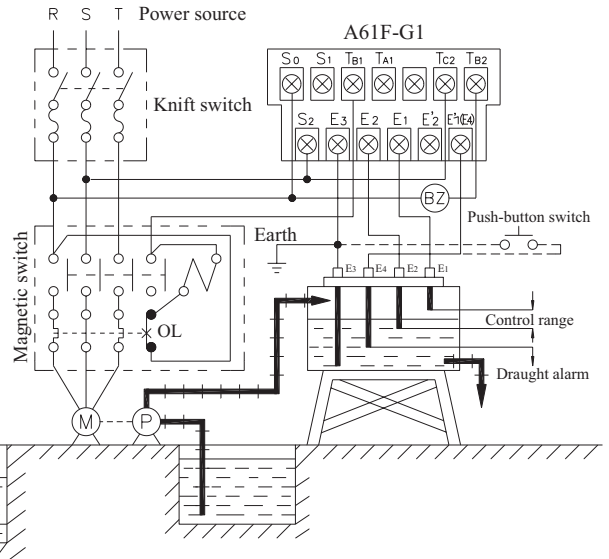 R S T Power source
A61F-G1
S0 S1 TB1 TA1 TC2 TB2
Knift switch
S2 E3 E2 E1 E'2 E'1(E4)
BZ
Push-button switch
Earth
Magnetic switch
E3 E4 E2 E1
OL
Control range
Draught alarm
M P